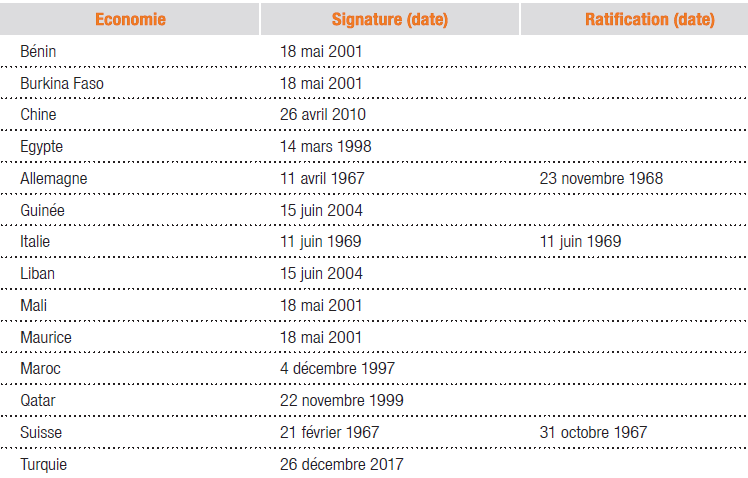 Economie Signature (date) Ratification (date)
Bénin 18 mai 2001
Burkina Faso 18 mai 2001
Chine 26 avril 2010
Egypte 14 mars 1998
Allemagne 11 avril 1967 23 novembre 1968
Guinée 15 juin 2004
Italie 11 juin 1969 11 juin 1969
Liban 15 juin 2004
Mali 18 mai 2001
Maurice 18 mai 2001
Maroc 4 décembre 1997
Qatar 22 novembre 1999
Suisse 21 février 1967 31 octobre 1967
Turquie 26 décembre 2017